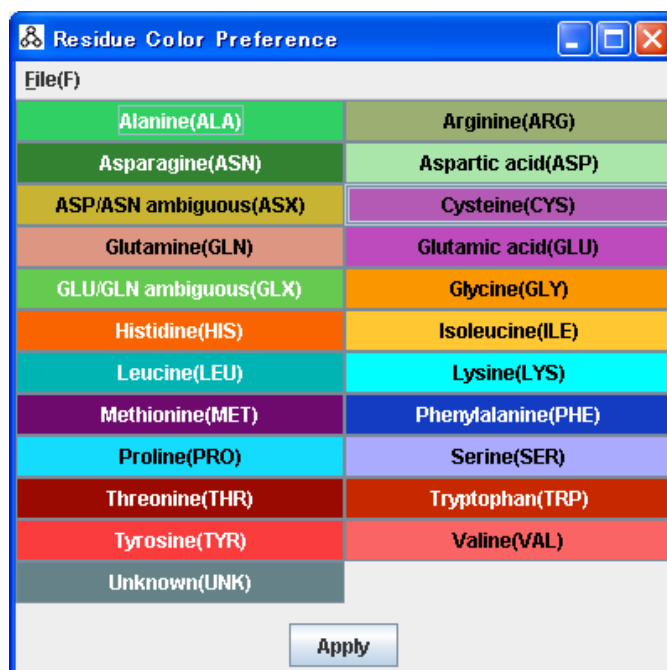 Residue Color Preference
File(F)
Alanine(ALA) Arginine(ARG)
Asparagine(ASN) Aspartic acid(ASP)
ASP/ASN ambiguous(ASX) Cysteine(CYS)
Glutamine(GLN) Glutamic acid(GLU)
GLU/GLN ambiguous(GLX) Glycine(GLY)
Histidine(HIS) Isoleucine(ILE)
Leucine(LEU) Lysine(LYS)
Methionine(MET) Phenylalanine(PHE)
Proline(PRO) Serine(SER)
Threonine(THR) Tryptophan(TRP)
Tyrosine(TYR) Valine(VAL)
Unknown(UNK)
Apply